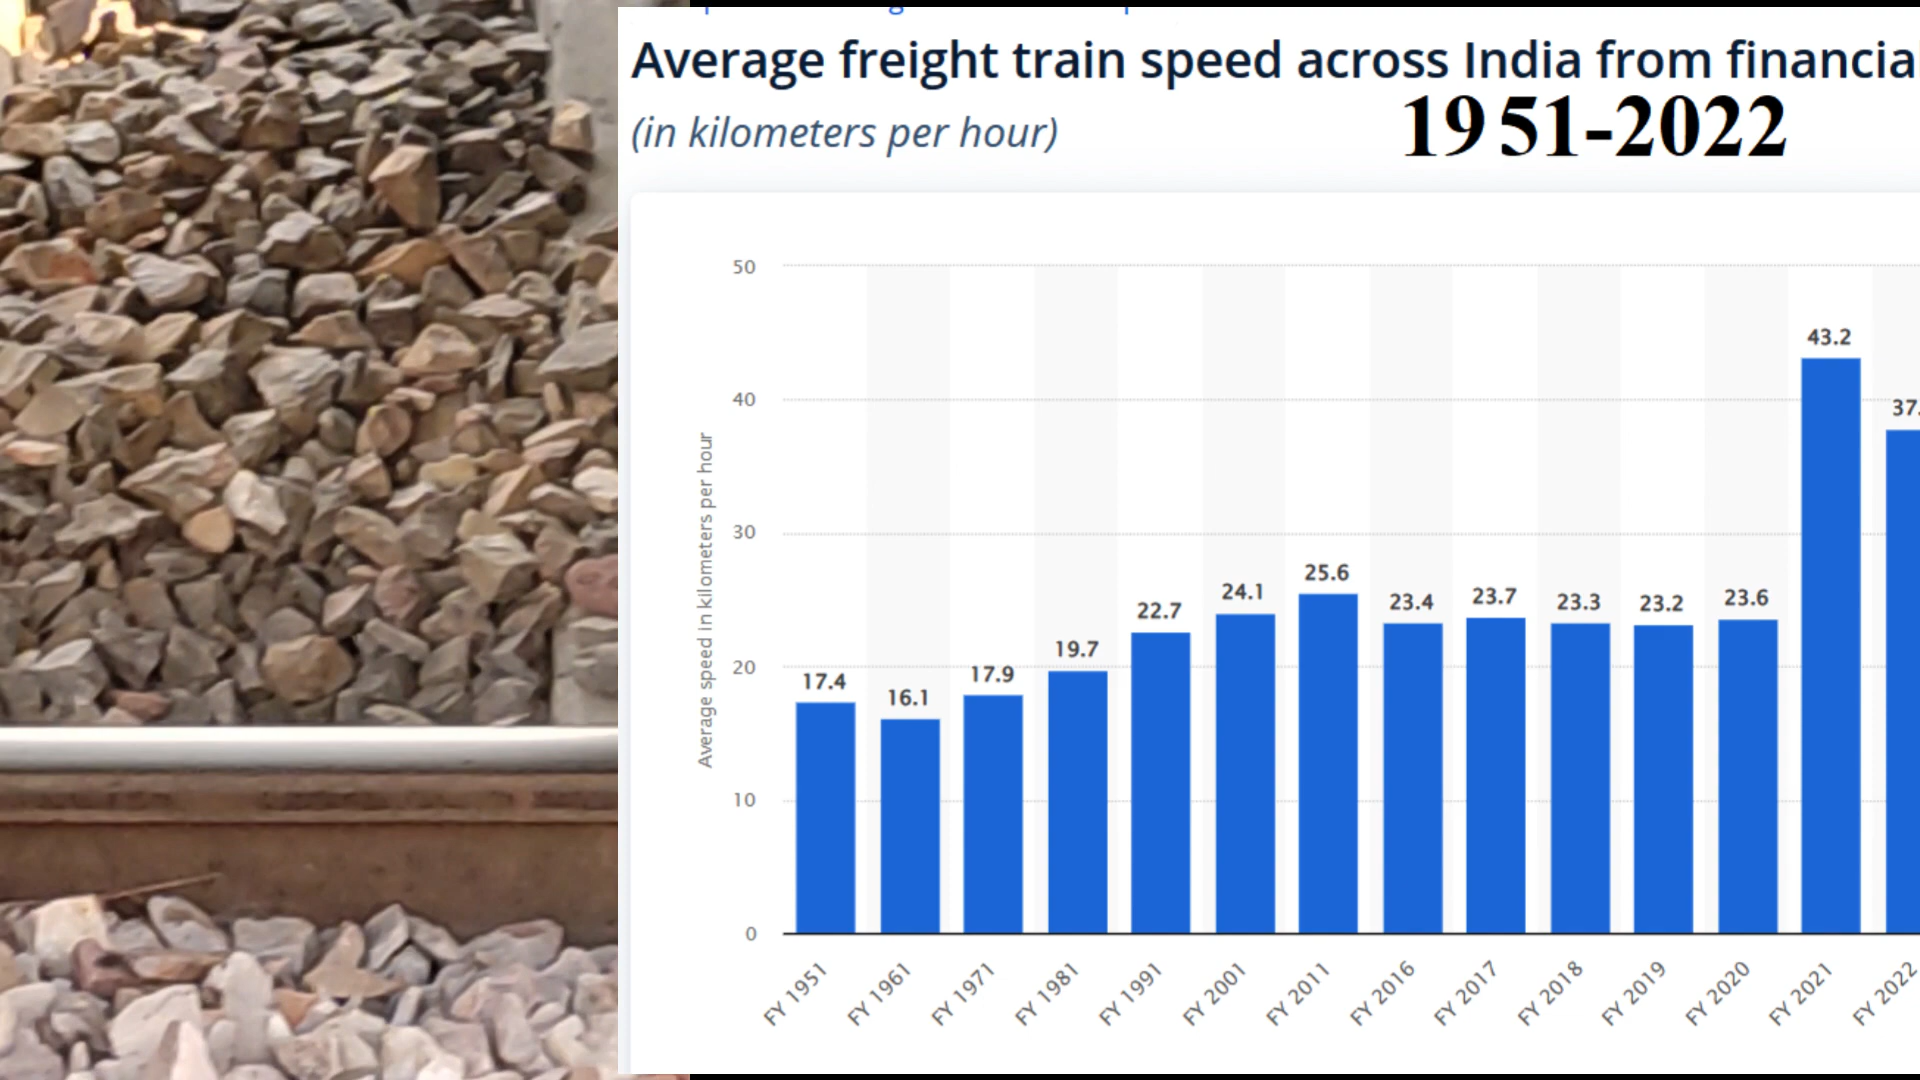 Average freight train speed across India from financia
(in kilometers per hour)
1951-2022
50
40
30
20
10
0
Average speed in kilometers per hour
17.4
16.1
17.9
19.7
22.7
24.1
25.6
23.4
23.7
23.3
23.2
23.6
43.2
37.
FY 1951
FY 1961
FY 1971
FY 1981
FY 1991
FY 2001
FY 2011
FY 2016
FY 2017
FY 2018
FY 2019
FY 2020
FY 2021
FY 2022